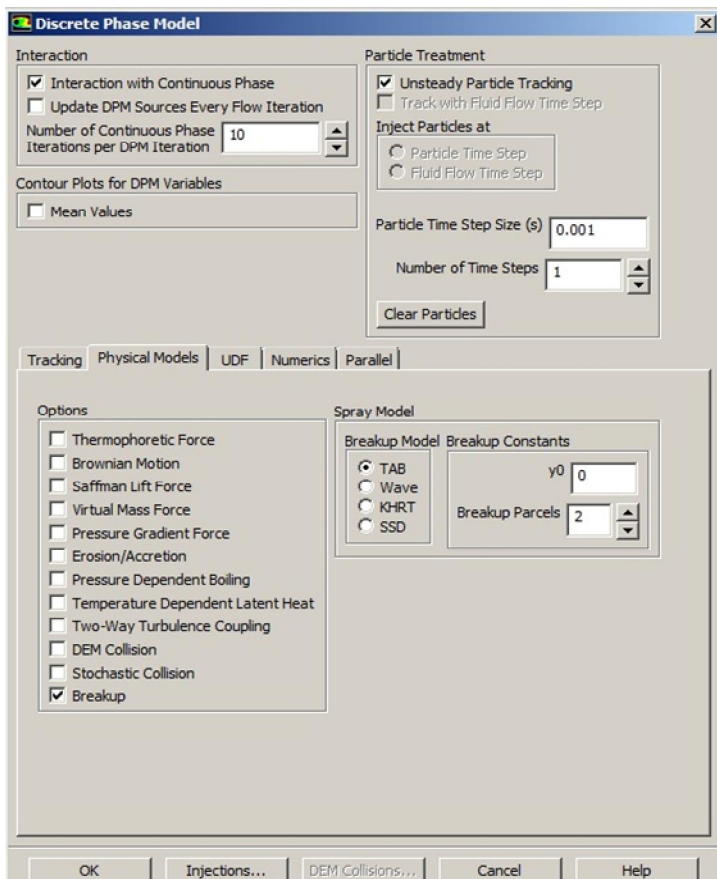 Discrete Phase Model
Interaction
Interaction with Continuous Phase
Update DPM Sources Every Flow Iteration
Number of Continuous Phase
Iterations per DPM Iteration
10
Contour Plots for DPM Variables
Mean Values
Particle Treatment
Unsteady Particle Tracking
Track with Fluid Flow Time Step
Inject Particles at
Particle Time Step
Fluid Flow Time Step
Particle Time Step Size (s) 0.001
Number of Time Steps 1
Clear Particles
Tracking Physical Models UDF Numerics Parallel
Options
Thermophoretic Force
Brownian Motion
Saffman Lift Force
Virtual Mass Force
Pressure Gradient Force
Erosion/Accretion
Pressure Dependent Boiling
Temperature Dependent Latent Heat
Two-Way Turbulence Coupling
DEM Collision
Stochastic Collision
Breakup
Spray Model
Breakup Model
TAB
Wave
KHRT
SSD
Breakup Constants
y0 0
Breakup Parcels 2
OK Injections... DEM Collisions... Cancel Help